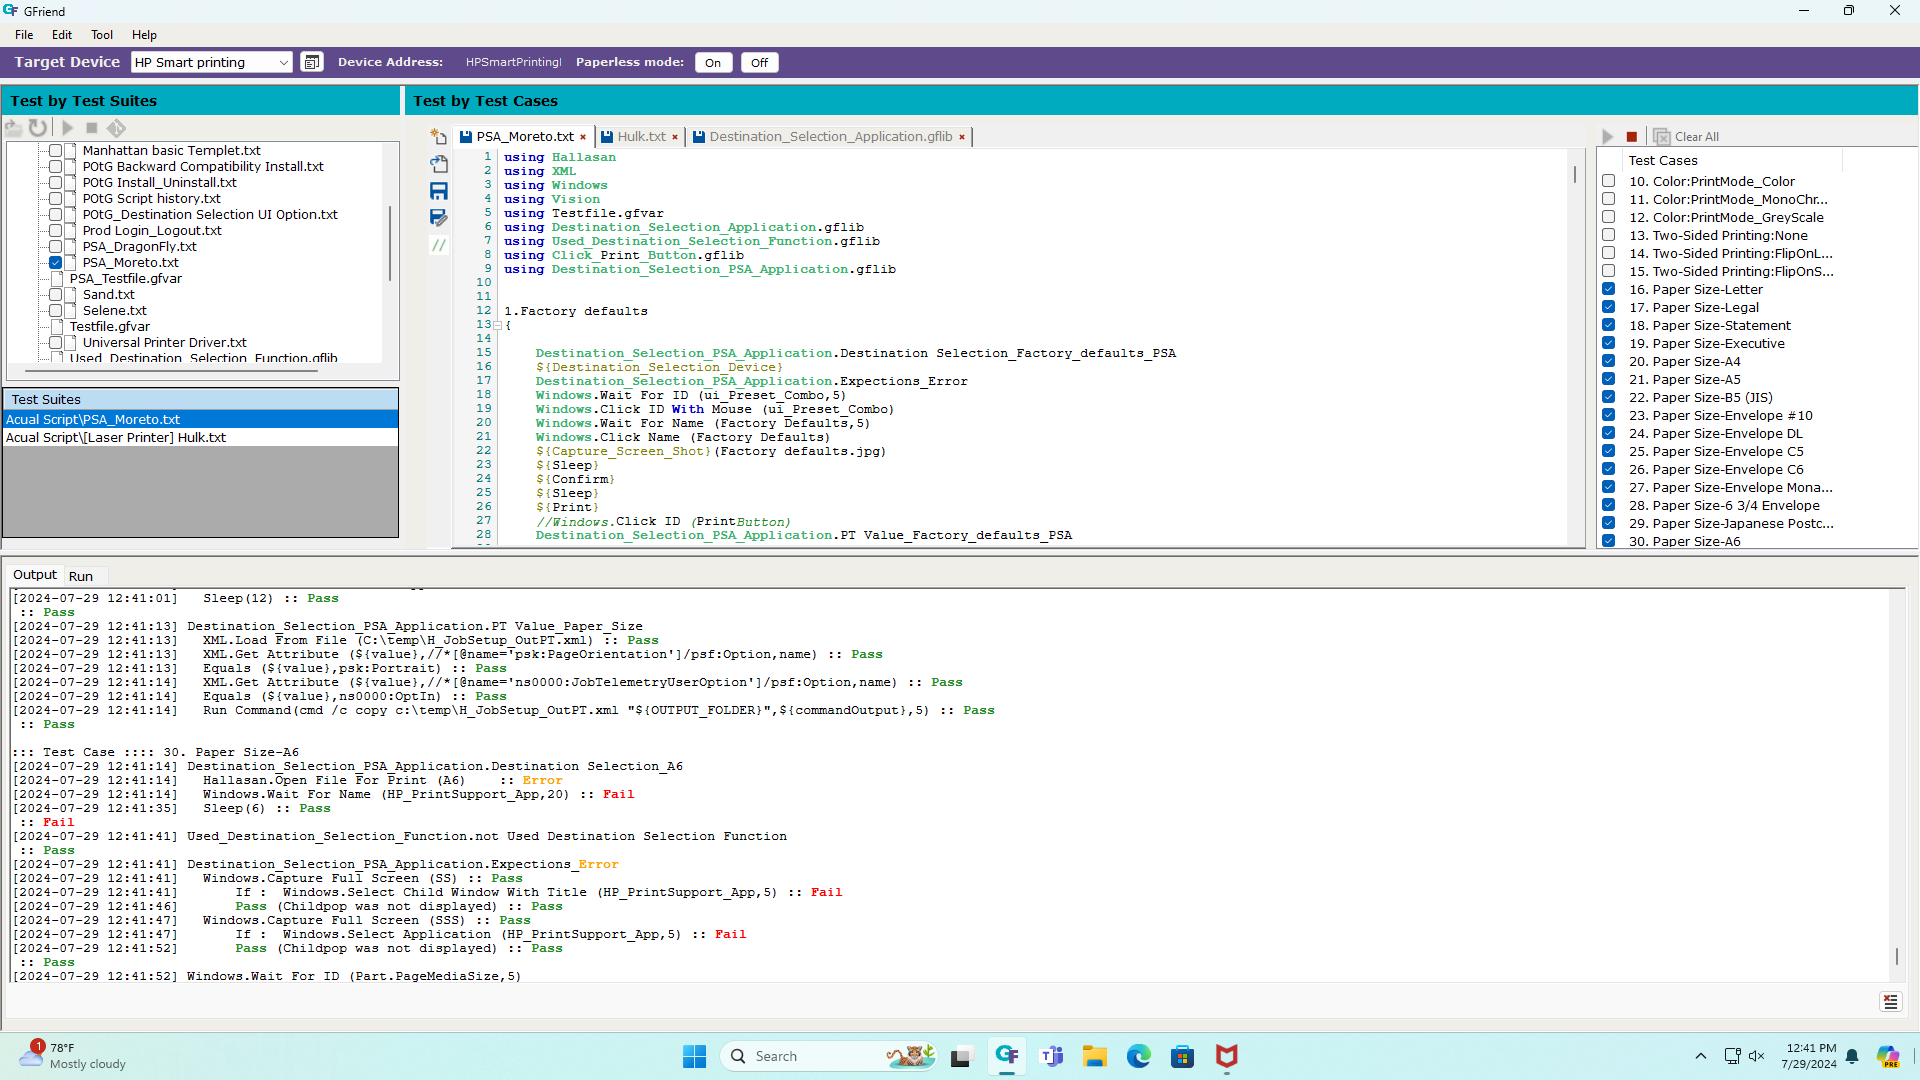 GFriend
File Edit Tool Help
Target Device HP Smart printing Device Address: HPSmartPrintingl Paperless mode: On Off
Test by Test Suites
Manhattan basic Templet.txt
P0tG Backward Compatibility Install.txt
P0tG Install_Uninstall.txt
P0tG Script history.txt
P0tG_Destination Selection UI Option.txt
Prod Login_Logout.txt
PSA_DragonFly.txt
PSA_Moreto.txt
PSA_Testfile.gfvar
Sand.txt
Selene.txt
Testfile.gfvar
Universal Printer Driver.txt
Used_Destination_Selection_Function.gflib
Test Suites
Acual Script\PSA_Moreto.txt
Acual Script\[Laser Printer] Hulk.txt
Test by Test Cases
PSA_Moreto.txt × Hulk.txt × Destination_Selection_Application.gflib ×
//
1 using Hallasan
2 using XML
3 using Windows
4 using Vision
5 using Testfile.gfvar
6 using Destination_Selection_Application.gflib
7 using Used_Destination_Selection_Function.gflib
8 using Click_Print_Button.gflib
9 using Destination_Selection_PSA_Application.gflib
10
11
12 1.Factory defaults
13 {
14
15 Destination_Selection_PSA_Application.Destination Selection_Factory_defaults_PSA
16 ${Destination_Selection_Device}
17 Destination_Selection_PSA_Application.Expections_Error
18 Windows.Wait For ID (ui_Preset_Combo,5)
19 Windows.Click ID With Mouse (ui_Preset_Combo)
20 Windows.Wait For Name (Factory Defaults,5)
21 Windows.Click Name (Factory Defaults)
22 ${Capture_Screen_Shot}(Factory defaults.jpg)
23 ${Sleep}
24 ${Confirm}
25 ${Sleep}
26 ${Print}
27 //Windows.Click ID (PrintButton)
28 Destination_Selection_PSA_Application.PT Value_Factory_defaults_PSA
Clear All
Test Cases
10. Color:PrintMode_Color
11. Color:PrintMode_MonoChr...
12. Color:PrintMode_GreyScale
13. Two-Sided Printing:None
14. Two-Sided Printing:FlipOnL...
15. Two-Sided Printing:FlipOnS...
16. Paper Size-Letter
17. Paper Size-Legal
18. Paper Size-Statement
19. Paper Size-Executive
20. Paper Size-A4
21. Paper Size-A5
22. Paper Size-B5 (JIS)
23. Paper Size-Envelope #10
24. Paper Size-Envelope DL
25. Paper Size-Envelope C5
26. Paper Size-Envelope C6
27. Paper Size-Envelope Mona...
28. Paper Size-6 3/4 Envelope
29. Paper Size-Japanese Postc...
30. Paper Size-A6
Output Run
[2024-07-29 12:41:01] Sleep(12) :: Pass
:: Pass
[2024-07-29 12:41:13] Destination_Selection_PSA_Application.PT Value_Paper_Size
[2024-07-29 12:41:13] XML.Load From File (C:\temp\H_JobSetup_OutPT.xml) :: Pass
[2024-07-29 12:41:13] XML.Get Attribute (${value},//*[@name='psk:PageOrientation']/psf:Option,name) :: Pass
[2024-07-29 12:41:13] Equals (${value},psk:Portrait) :: Pass
[2024-07-29 12:41:14] XML.Get Attribute (${value},//*[@name='ns0000:JobTelemetryUserOption']/psf:Option,name) :: Pass
[2024-07-29 12:41:14] Equals (${value},ns0000:OptIn) :: Pass
[2024-07-29 12:41:14] Run Command(cmd /c copy c:\temp\H_JobSetup_OutPT.xml "${OUTPUT_FOLDER}",${commandOutput},5) :: Pass
:: Pass
::: Test Case :::: 30. Paper Size-A6
[2024-07-29 12:41:14] Destination_Selection_PSA_Application.Destination Selection_A6
[2024-07-29 12:41:14] Hallasan.Open File For Print (A6) :: Error
[2024-07-29 12:41:14] Windows.Wait For Name (HP_PrintSupport_App,20) :: Fail
[2024-07-29 12:41:35] Sleep(6) :: Pass
:: Fail
[2024-07-29 12:41:41] Used_Destination_Selection_Function.not Used Destination Selection Function
:: Pass
[2024-07-29 12:41:41] Destination_Selection_PSA_Application.Expections_Error
[2024-07-29 12:41:41] Windows.Capture Full Screen (SS) :: Pass
[2024-07-29 12:41:41] If : Windows.Select Child Window With Title (HP_PrintSupport_App,5) :: Fail
[2024-07-29 12:41:46] Pass (Childpop was not displayed) :: Pass
[2024-07-29 12:41:47] Windows.Capture Full Screen (SSS) :: Pass
[2024-07-29 12:41:47] If : Windows.Select Application (HP_PrintSupport_App,5) :: Fail
[2024-07-29 12:41:52] Pass (Childpop was not displayed) :: Pass
:: Pass
[2024-07-29 12:41:52] Windows.Wait For ID (Part.PageMediaSize,5)
1
78°F
Mostly cloudy
Search
12:41 PM
7/29/2024
PRE